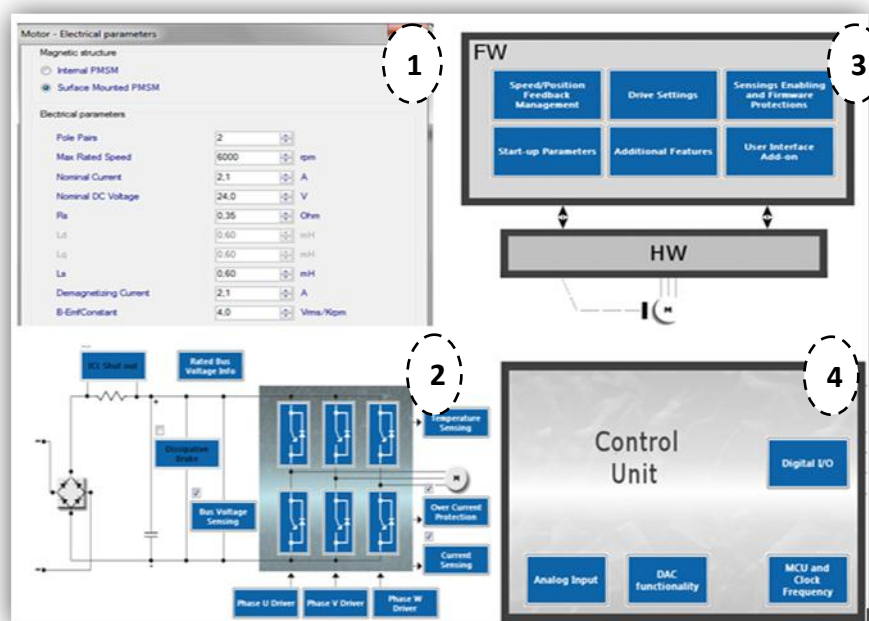 Motor - Electrical parameters
Magnetic structure
Internal PMSM
Surface Mounted PMSM
Electrical parameters
Pole Pairs 2
Max Rated Speed 6000 rpm
Nominal Current 2,1 A
Nominal DC Voltage 24,0 V
Rs 0,35 Ohm
Ld 0,60 mH
Lq 0,60 mH
Ls 0,60 mH
Demagnetizing Current 2,1 A
B-EmfConstant 4,0 Vrms/Krpm
1
FW
3
Speed/Position
Feedback
Management
Drive Settings
Sensings Enabling
and Firmware
Protections
Start-up Parameters
Additional Features
User Interface
Add-on
HW
M
ICL Shut out
Rated Bus
Voltage Info
2
Dissipative
Brake
Bus Voltage
Sensing
Temperature
Sensing
M
Over Current
Protection
Current
Sensing
Phase U Driver
Phase V Driver
Phase W
Driver
4
Control
Unit
Digital I/O
Analog Input
DAC
functionality
MCU and
Clock
Frequency